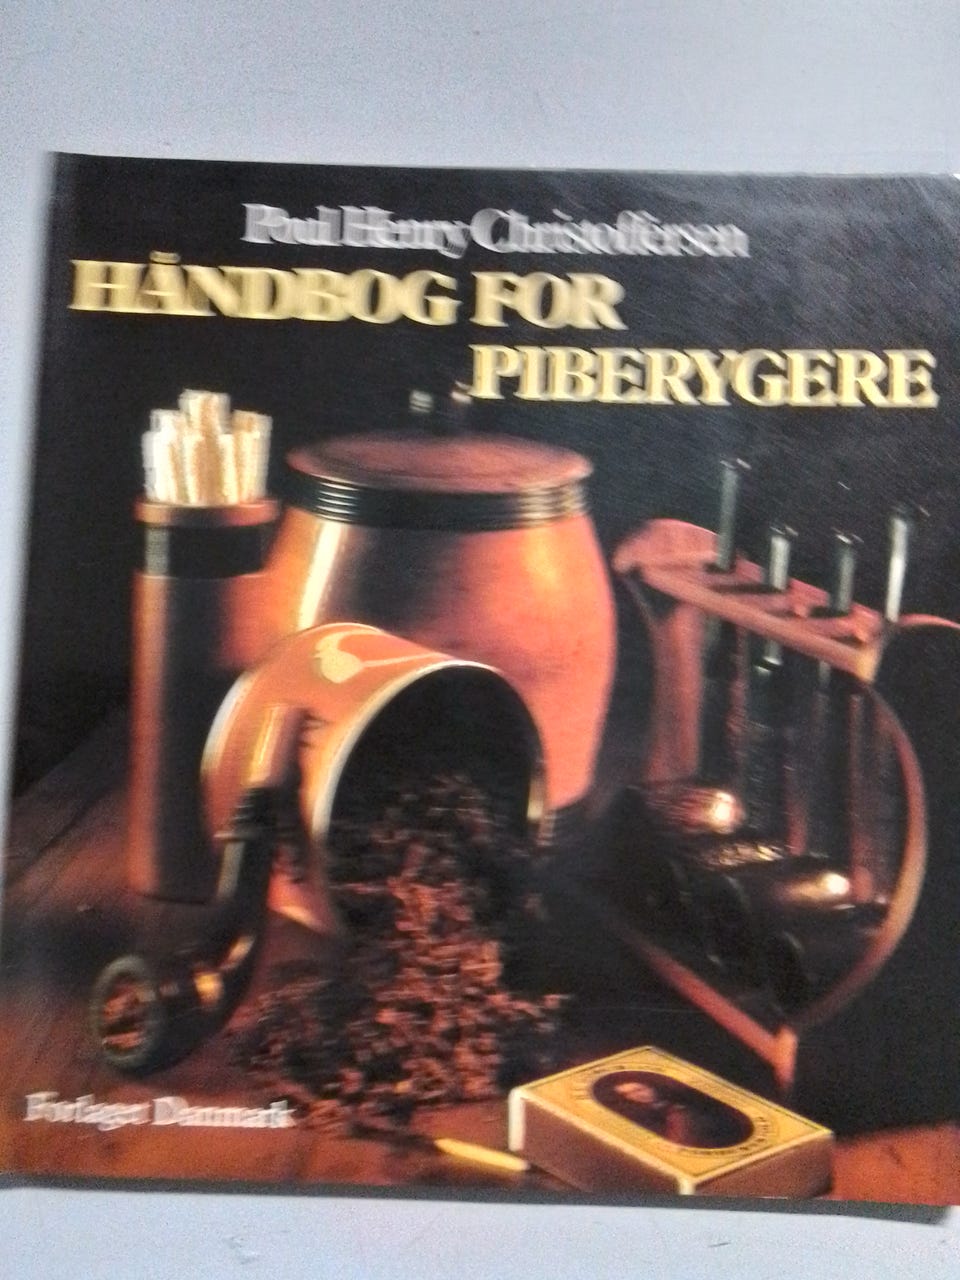 Poul Henry Christoffersen
HÅNDBOG FOR
PIBERYGERE
Forlaget Danmark